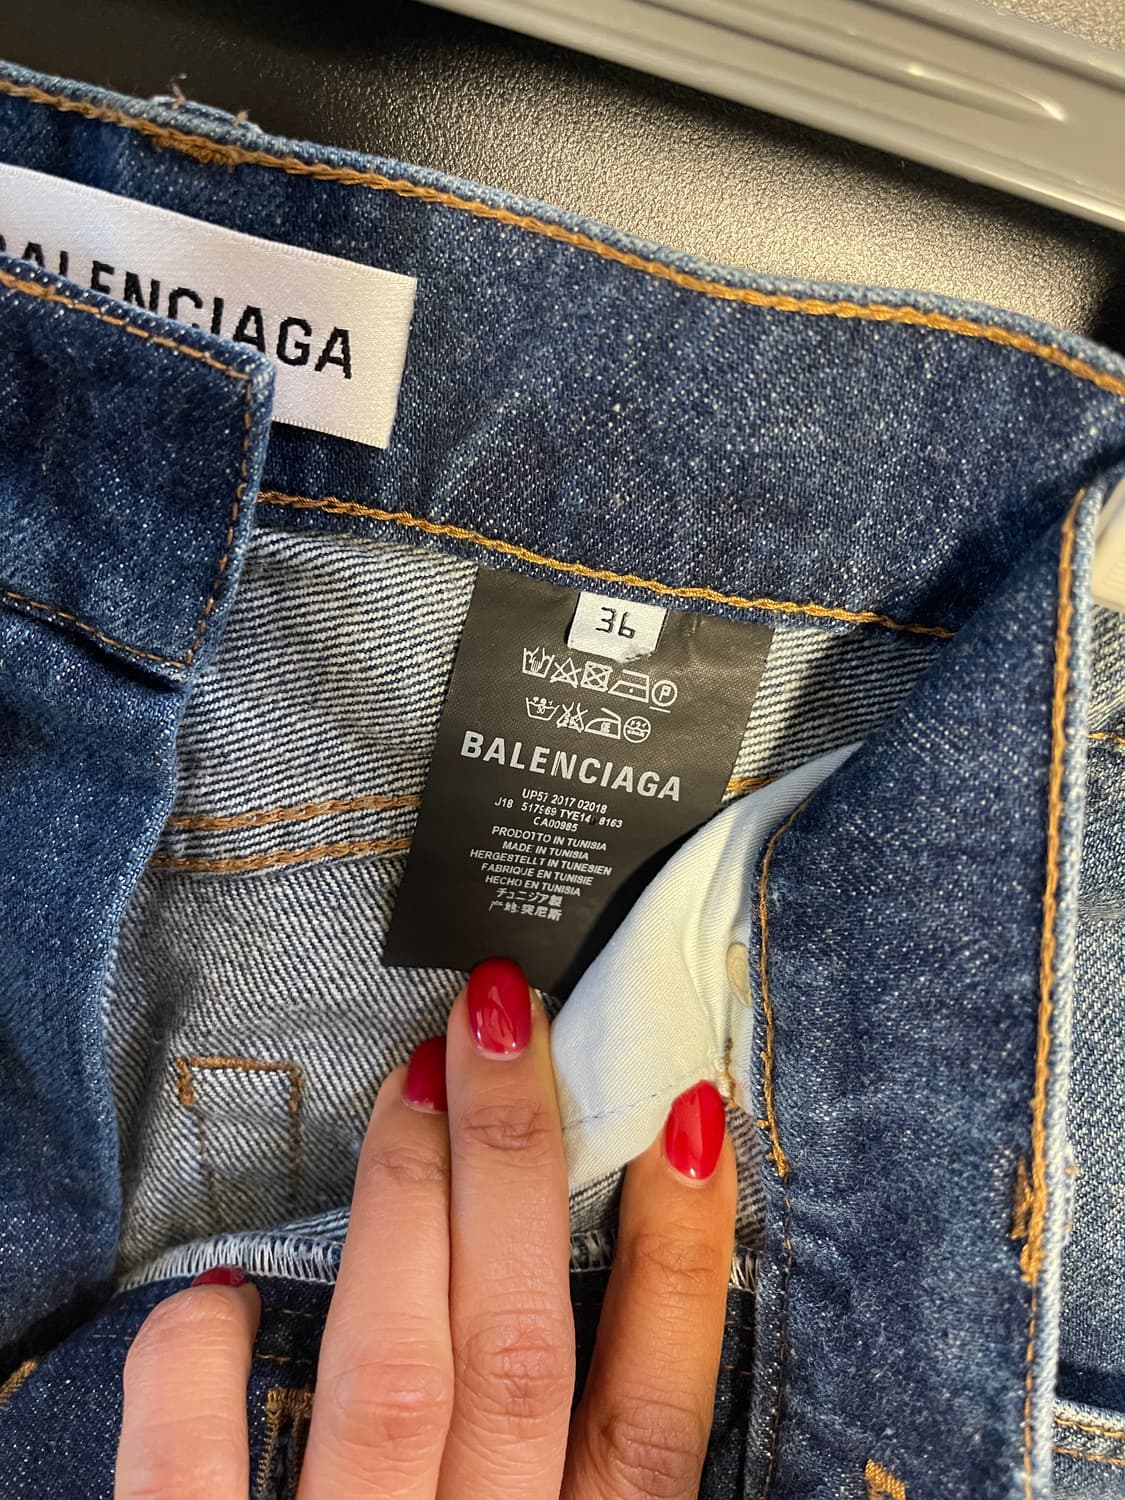 BALENCIAGA
36
P
BALENCIAGA
UP57 2017 02018
J18 517969 TYE14 8163
CA00985
PRODOTTO IN TUNISIA
MADE IN TUNISIA
HERGESTELLT IN TUNESIEN
FABRIQUE EN TUNISIE
HECHO EN TUNISIA
チュニジア製
产地:突尼斯